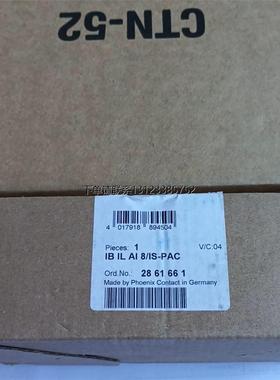 CTN-52
4 017918 894504
Pieces: 1 V/C:04
IB IL AI 8/IS-PAC
Ord.No.: 28 61 66 1
Made by Phoenix Contact in Germany